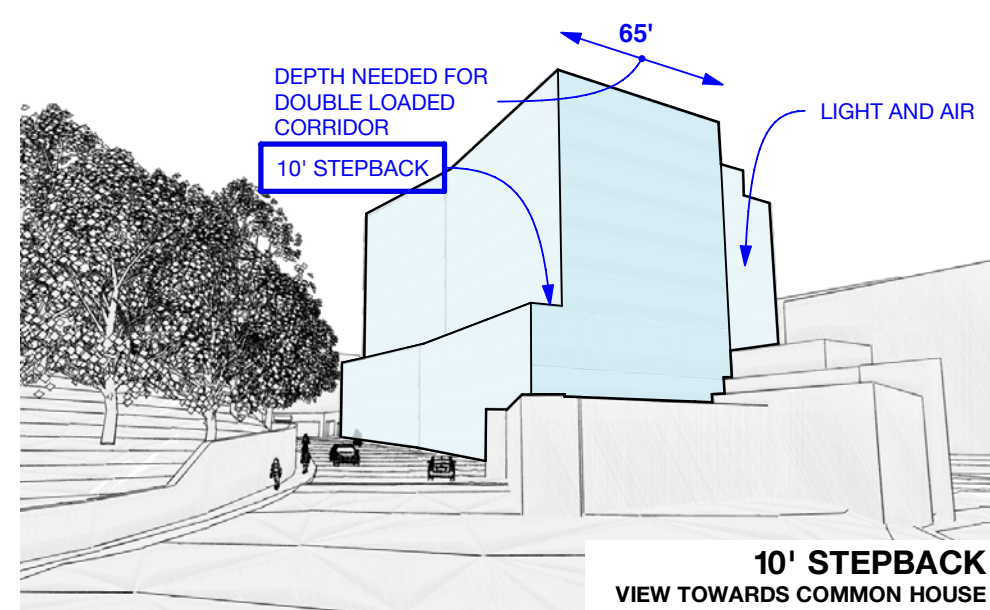 65'
DEPTH NEEDED FOR
DOUBLE LOADED
CORRIDOR
LIGHT AND AIR
10' STEPBACK
10' STEPBACK
VIEW TOWARDS COMMON HOUSE